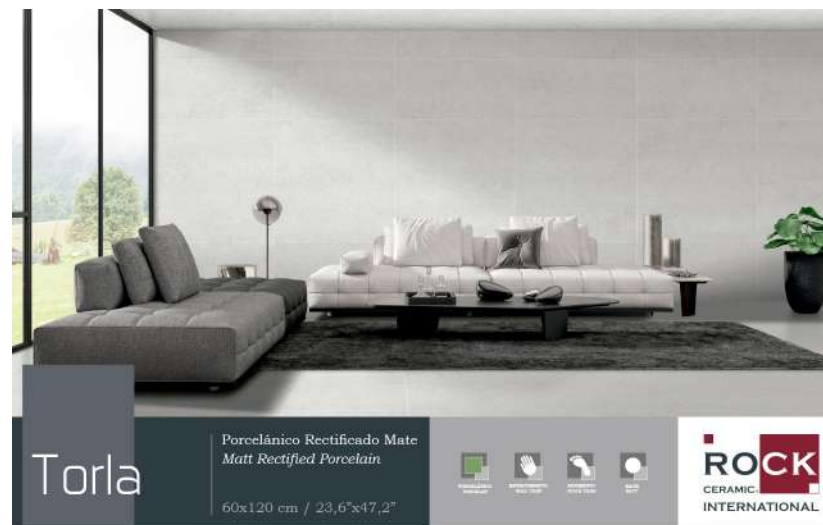 Torla
Porcelánico Rectificado Mate
Matt Rectified Porcelain
60x120 cm / 23,6”x47,2”
ROCK
CERAMIC.
INTERNATIONAL